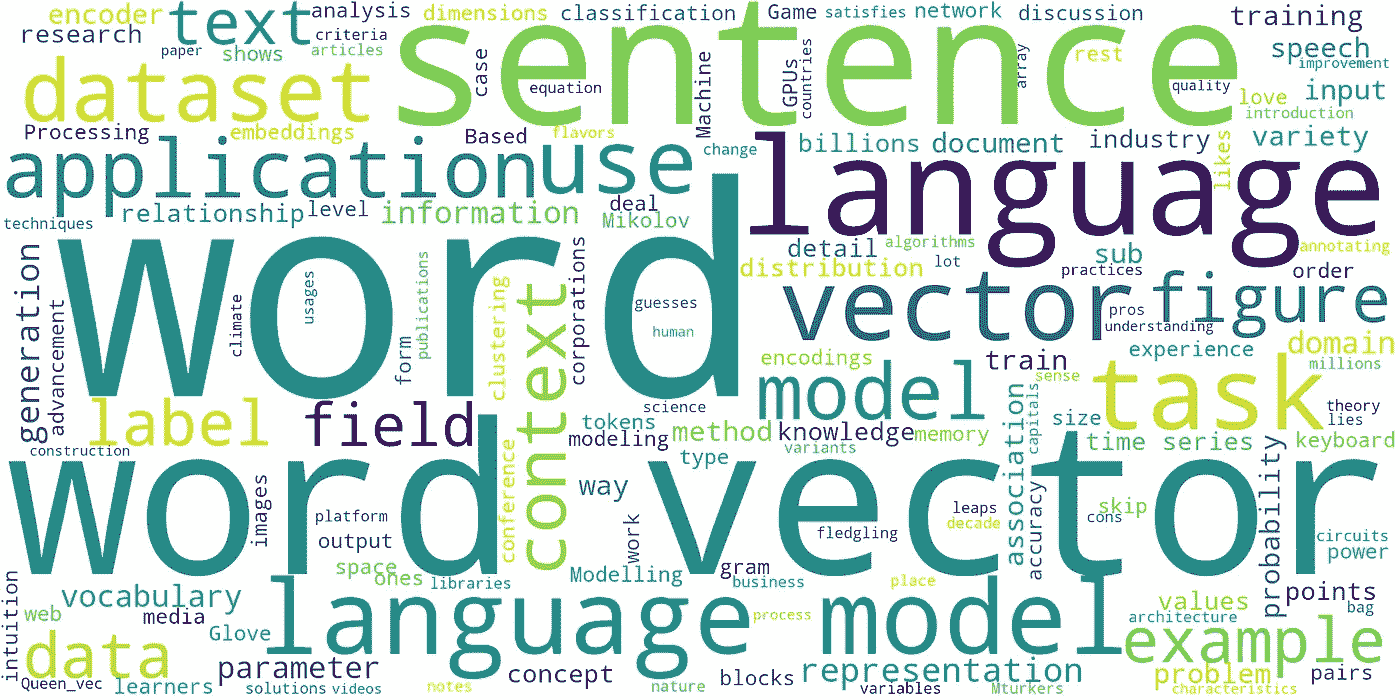 encoder
dimensions
classification
Game
satisfies
network
discussion
training
research
text
analysis
criteria
paper
shows
articles
sentence
speech
improvement
dataset
case
equation
Machine
GPUs
countries
array
rest
quality
love
input
introduction
Processing
embeddings
Based
flavors
change
billions
document
industry
likes
variety
application
use
language
techniques
relationship
level
information
deal
Mikolov
detail
algorithms
lot
sub
annotating
word
distribution
practices
order
generation
advancement
climate
usages
publications
form
clustering
context
corporations
guesses
human
vector
pros
understanding
figure
encodings
train
experience
domain
millions
model
sense
task
label
field
science
tokens
modeling
method
knowledge
memory
variants
type
association
capitals
size
time series
theory
lies
keyboard
construction
word vector
images
platform
output
conference
way
work
fledgling
leaps
decade
accuracy
cons
skip
probability
circuits
power
space
ones
libraries
Modelling
gram
business
place
intuition
web
vocabulary
media
Glove
language model
process
values
points
architecture
bag
data
example
Queen_vec
learners
parameter
solutions
videos
notes
concept
nature
blocks
representation
variables
Mturkers
problem
characteristics
pairs